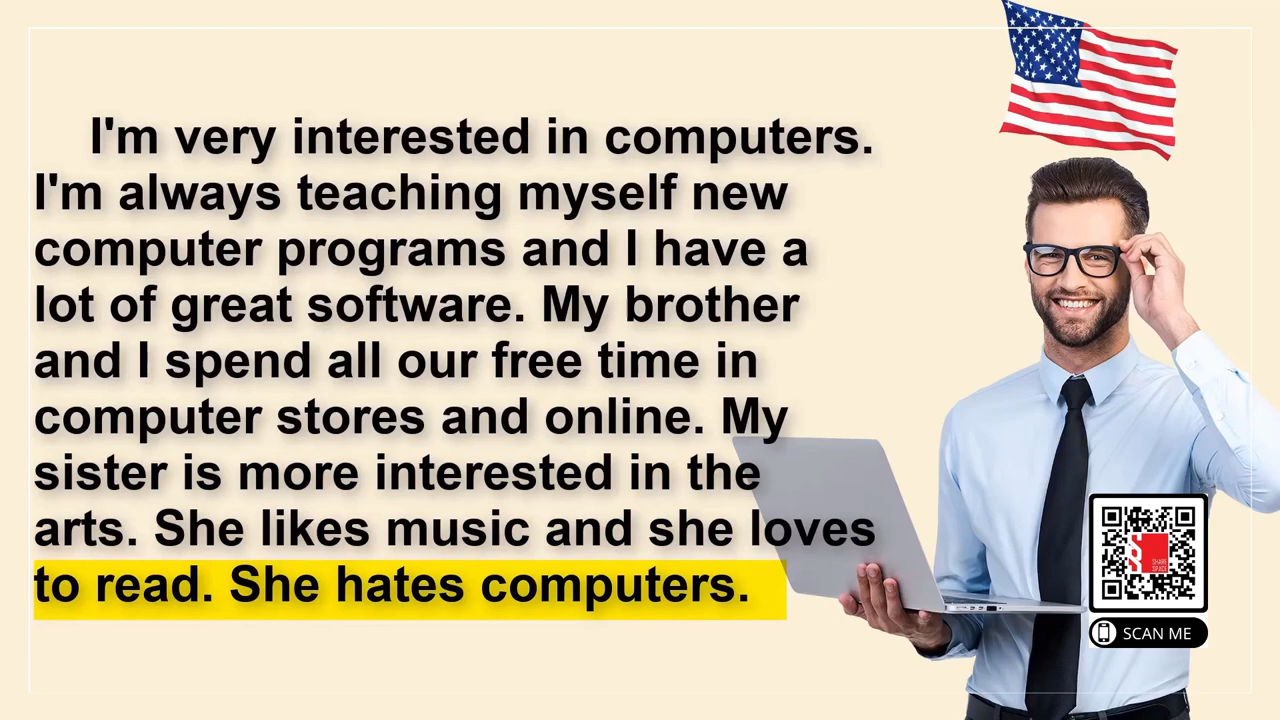 I'm very interested in computers.
I'm always teaching myself new
computer programs and I have a
lot of great software. My brother
and I spend all our free time in
computer stores and online. My
sister is more interested in the
arts. She likes music and she loves
to read. She hates computers.
SHARE
SPACE
SCAN ME